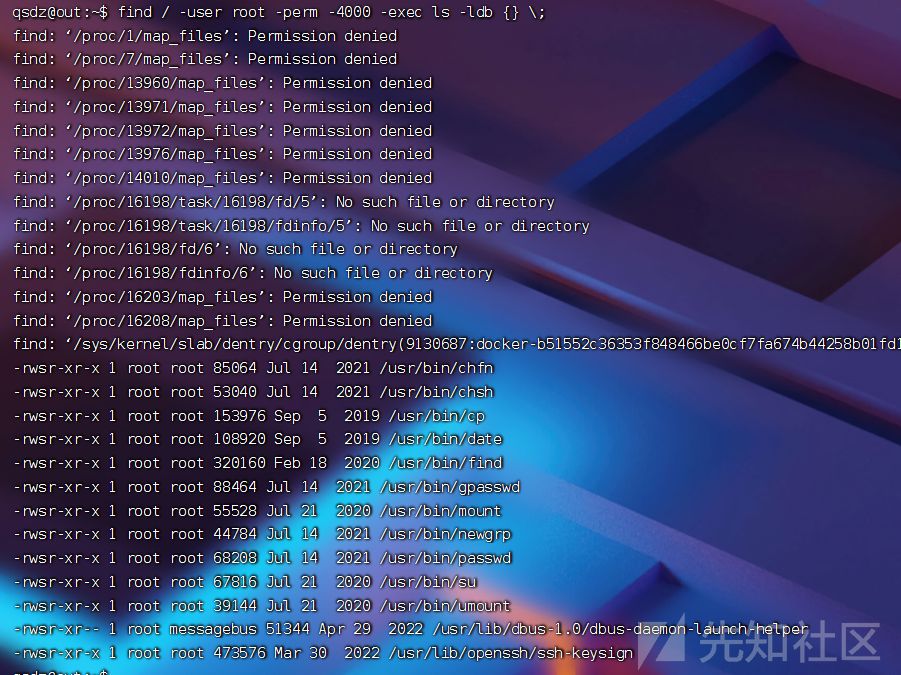 qsdz@out:~$ find / -user root -perm -4000 -exec ls -ldb {} \;
find: ‘/proc/1/map_files’: Permission denied
find: ‘/proc/7/map_files’: Permission denied
find: ‘/proc/13960/map_files’: Permission denied
find: ‘/proc/13971/map_files’: Permission denied
find: ‘/proc/13972/map_files’: Permission denied
find: ‘/proc/13976/map_files’: Permission denied
find: ‘/proc/14010/map_files’: Permission denied
find: ‘/proc/16198/task/16198/fd/5’: No such file or directory
find: ‘/proc/16198/task/16198/fdinfo/5’: No such file or directory
find: ‘/proc/16198/fd/6’: No such file or directory
find: ‘/proc/16198/fdinfo/6’: No such file or directory
find: ‘/proc/16203/map_files’: Permission denied
find: ‘/proc/16208/map_files’: Permission denied
find: ‘/sys/kernel/slab/dentry/cgroup/dentry(9130687:docker-b51552c36353f848466be0cf7fa674b44258b01fd1
-rwsr-xr-x 1 root root 85064 Jul 14  2021 /usr/bin/chfn
-rwsr-xr-x 1 root root 53040 Jul 14  2021 /usr/bin/chsh
-rwsr-xr-x 1 root root 153976 Sep  5  2019 /usr/bin/cp
-rwsr-xr-x 1 root root 108920 Sep  5  2019 /usr/bin/date
-rwsr-xr-x 1 root root 320160 Feb 18  2020 /usr/bin/find
-rwsr-xr-x 1 root root 88464 Jul 14  2021 /usr/bin/gpasswd
-rwsr-xr-x 1 root root 55528 Jul 21  2020 /usr/bin/mount
-rwsr-xr-x 1 root root 44784 Jul 14  2021 /usr/bin/newgrp
-rwsr-xr-x 1 root root 68208 Jul 14  2021 /usr/bin/passwd
-rwsr-xr-x 1 root root 67816 Jul 21  2020 /usr/bin/su
-rwsr-xr-x 1 root root 39144 Jul 21  2020 /usr/bin/umount
-rwsr-xr-- 1 root messagebus 51344 Apr 29  2022 /usr/lib/dbus-1.0/dbus-daemon-launch-helper
-rwsr-xr-x 1 root root 473576 Mar 30  2022 /usr/lib/openssh/ssh-keysign
先知社区